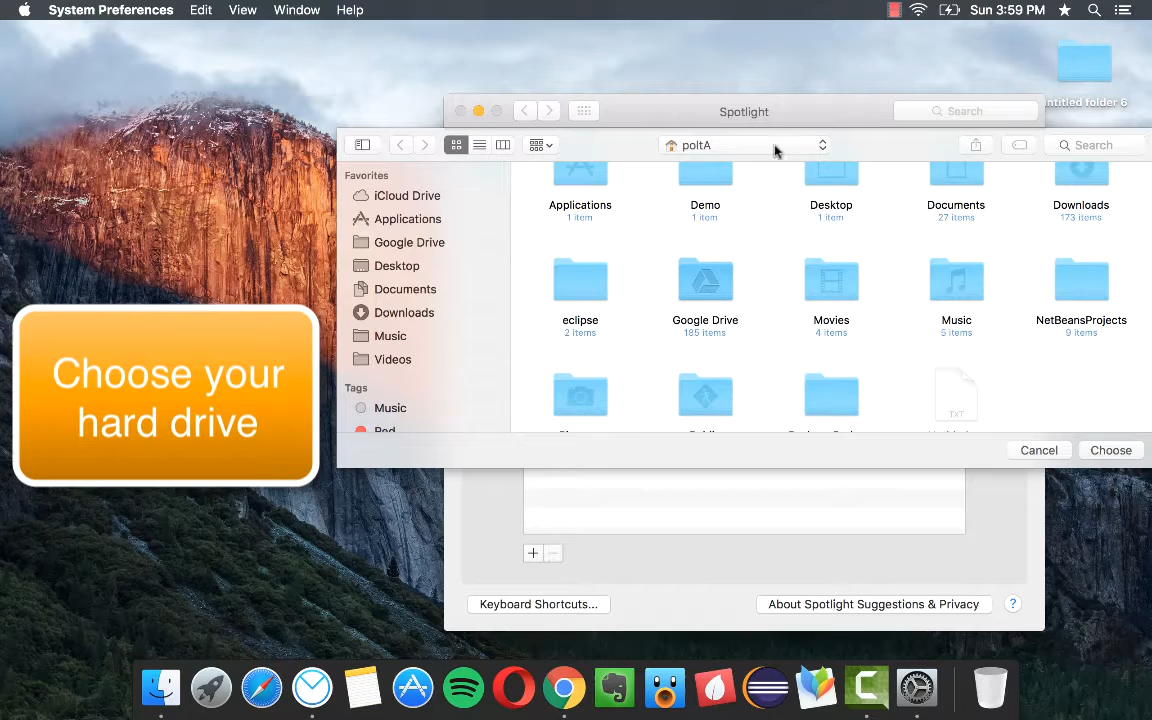 System Preferences Edit View Window Help Sun 3:59 PM
ntitled folder 6
Spotlight Search
poltA Search
Favorites
iCloud Drive
Applications
Google Drive
Desktop
Documents
Downloads
Music
Videos
Tags
Music
Red
Applications Demo Desktop Documents Downloads
1 item 1 item 1 item 27 items 173 items
eclipse Google Drive Movies Music NetBeansProjects
2 items 185 items 4 items 5 items 9 items
TXT
Cancel Choose
Choose your
hard drive
+ −
Keyboard Shortcuts... About Spotlight Suggestions & Privacy ?